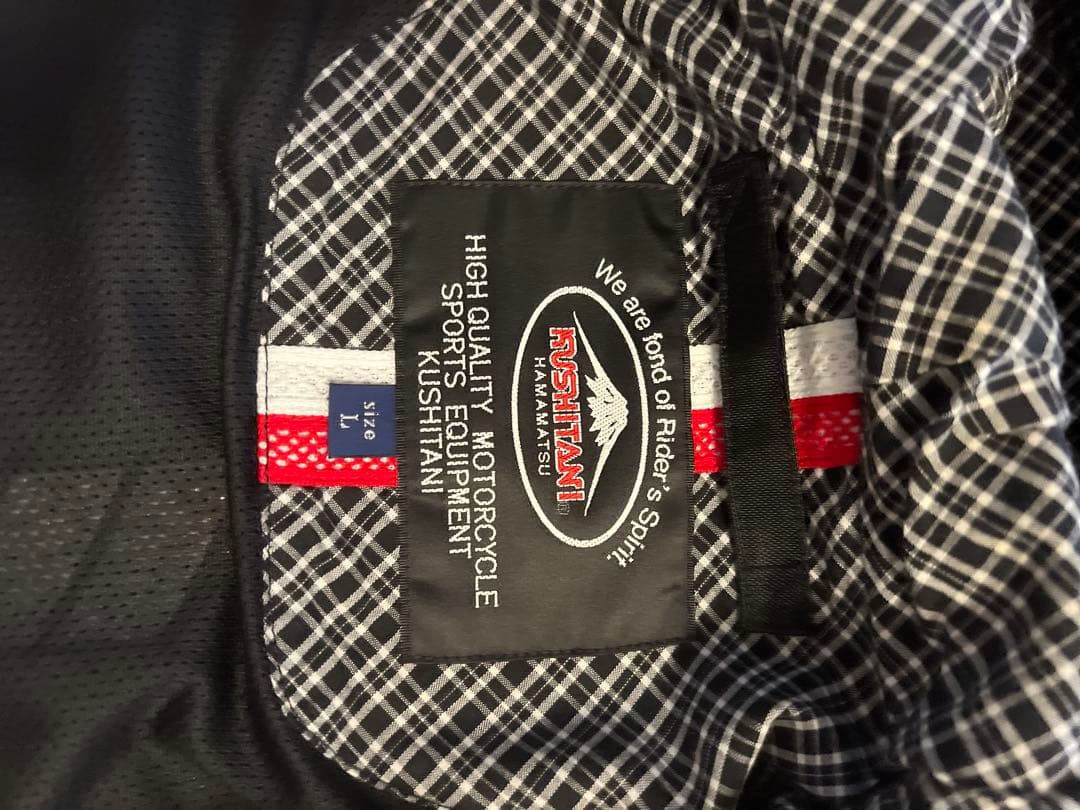 We are fond of Rider's Spirit.
KUSHITANI
HAMAMATSU
HIGH QUALITY MOTORCYCLE
SPORTS EQUIPMENT
KUSHITANI
size
L